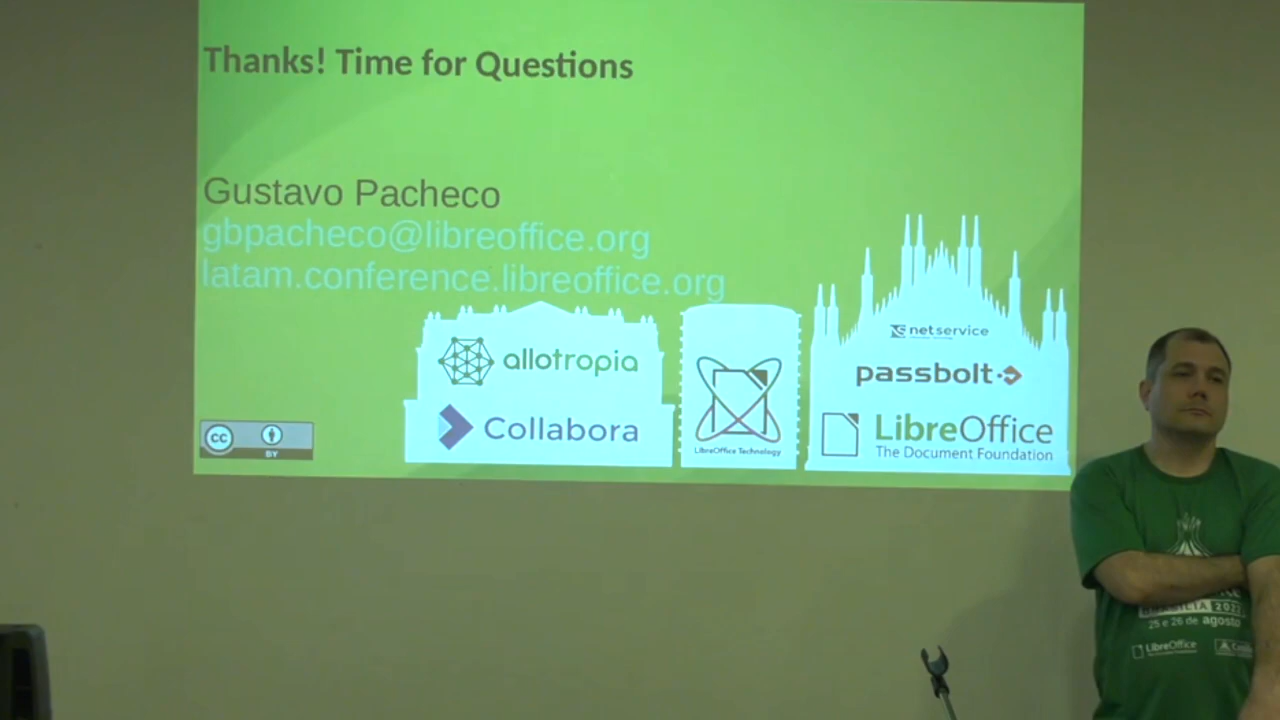 Thanks! Time for Questions
Gustavo Pacheco
gbpacheco@libreoffice.org
latam.conference.libreoffice.org
allotropia
Collabora
LibreOffice Technology
netservice
passbolt
LibreOffice
The Document Foundation
CC
BY
25 e 26 de agosto
LibreOffice